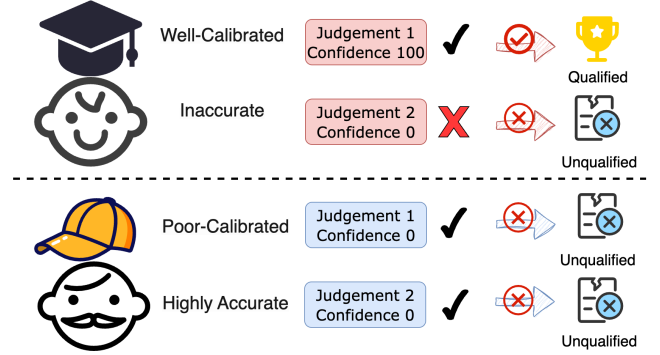 Well-Calibrated
Judgement 1
Confidence 100
Qualified
Inaccurate
Judgement 2
Confidence 0
Unqualified
Poor-Calibrated
Judgement 1
Confidence 0
Unqualified
Highly Accurate
Judgement 2
Confidence 0
Unqualified